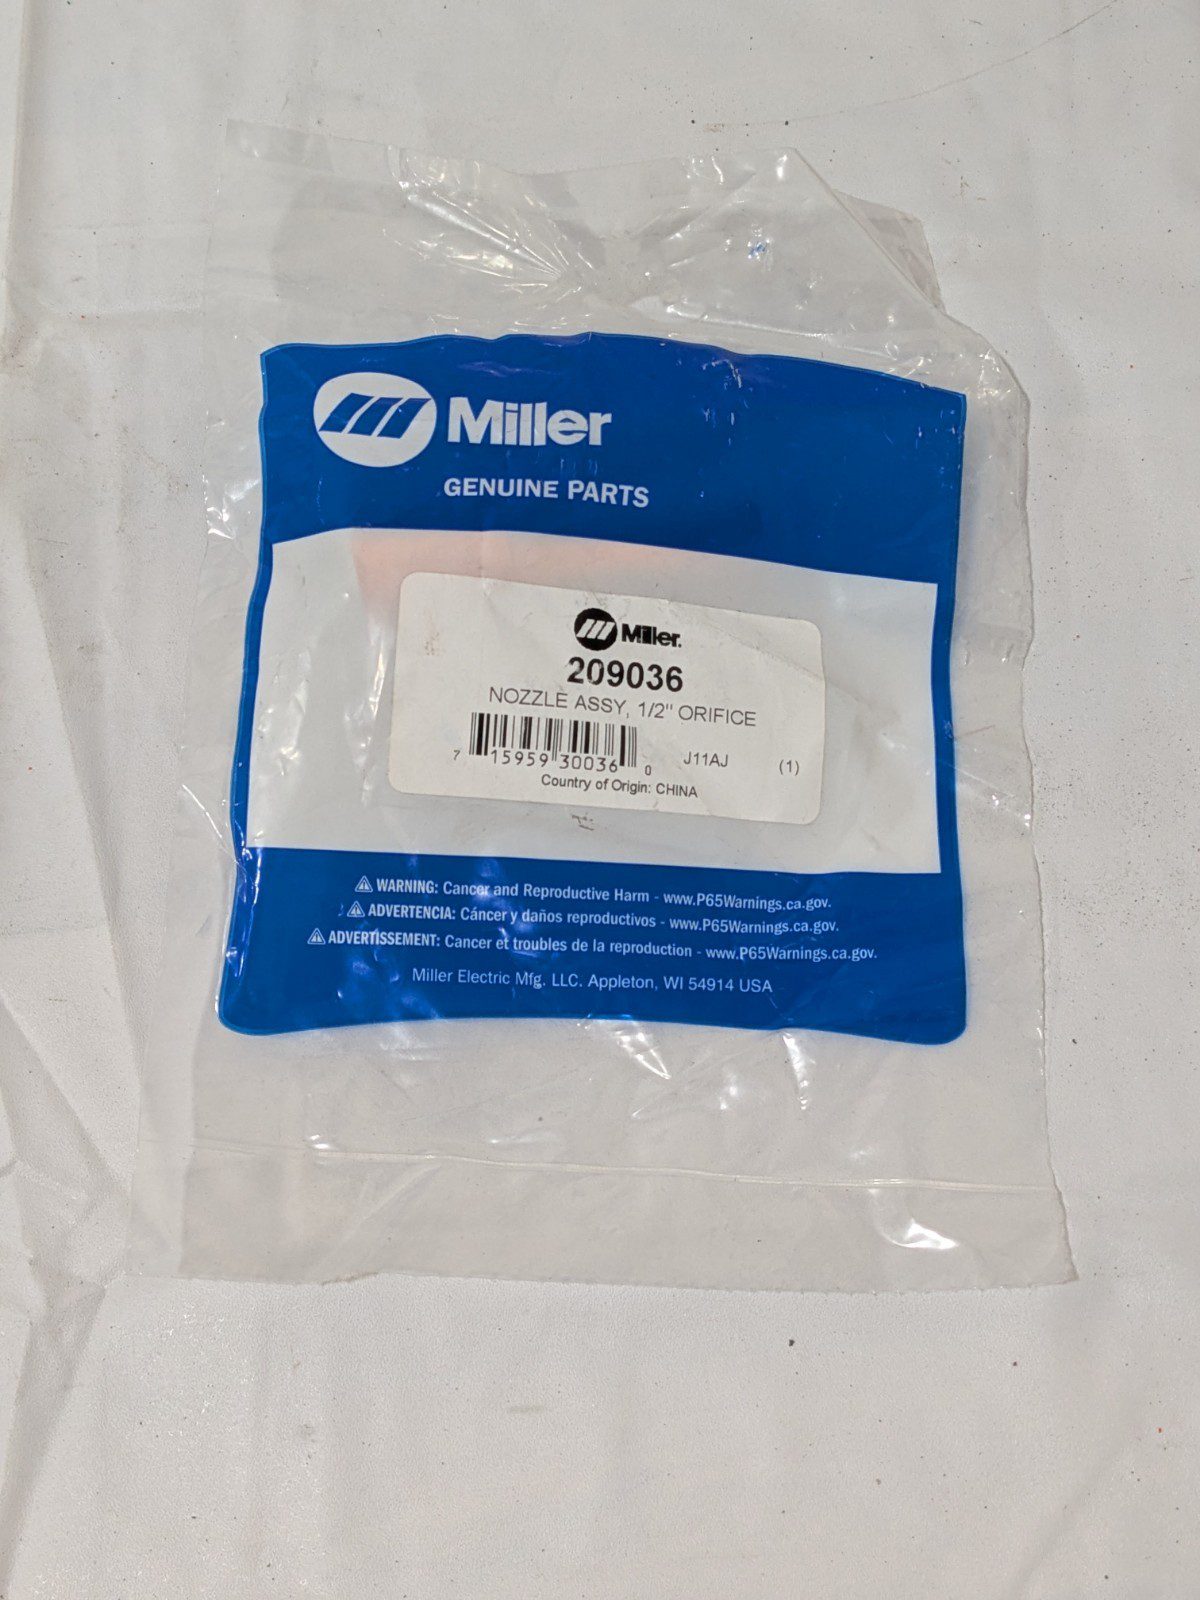 Miller
GENUINE PARTS
Miller.
209036
NOZZLE ASSY, 1/2" ORIFICE
7 15959 30036 0 J11AJ (1)
Country of Origin: CHINA
WARNING: Cancer and Reproductive Harm - www.P65Warnings.ca.gov.
ADVERTENCIA: Cáncer y daños reproductivos - www.P65Warnings.ca.gov.
ADVERTISSEMENT: Cancer et troubles de la reproduction - www.P65Warnings.ca.gov.
Miller Electric Mfg. LLC. Appleton, WI 54914 USA